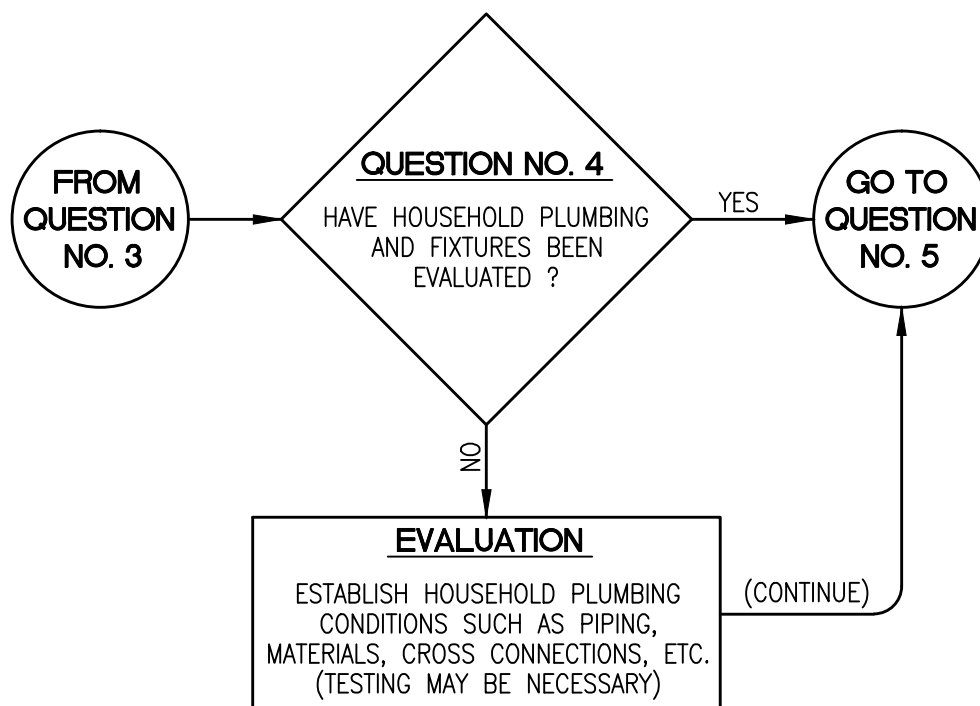 FROM
QUESTION
NO. 3
QUESTION NO. 4
HAVE HOUSEHOLD PLUMBING
AND FIXTURES BEEN
EVALUATED ?
YES
GO TO
QUESTION
NO. 5
NO
EVALUATION
ESTABLISH HOUSEHOLD PLUMBING
CONDITIONS SUCH AS PIPING,
MATERIALS, CROSS CONNECTIONS, ETC.
(TESTING MAY BE NECESSARY)
(CONTINUE)